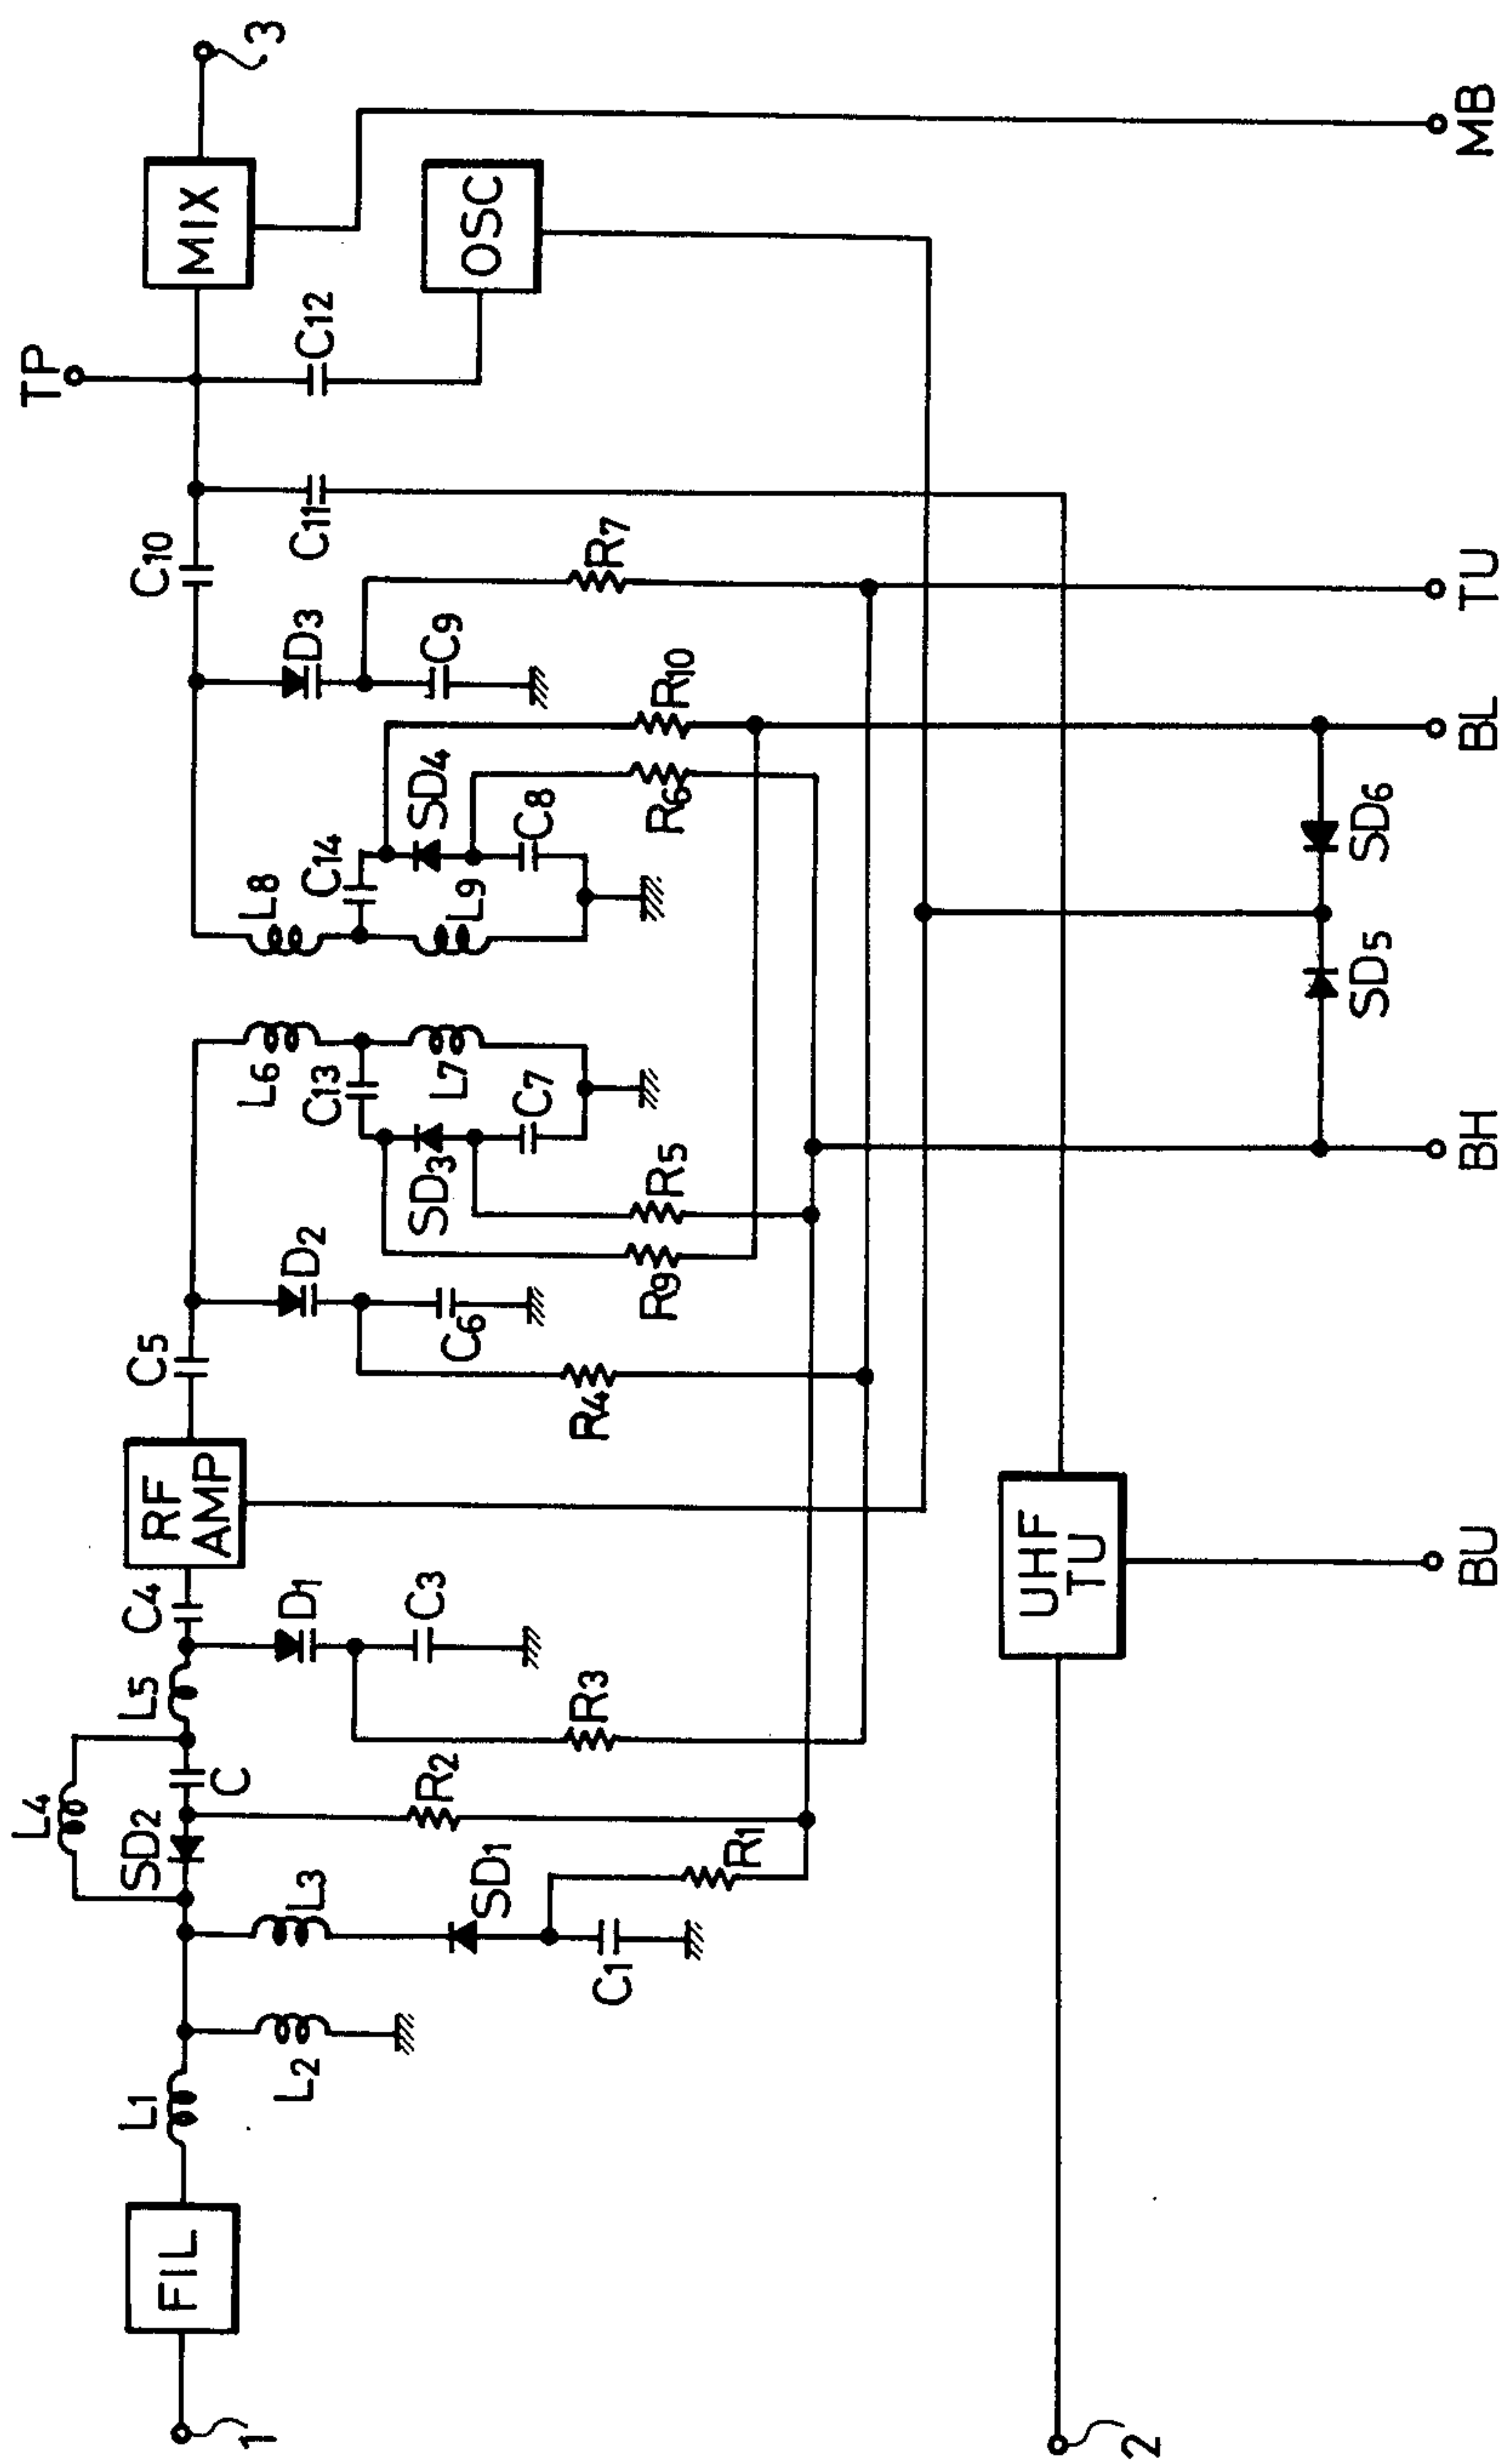 TP
3
MIX
OSC
C12
C10
C11
D3
C9
R7
R10
SD4
R6
C8
C14
L8
L9
L6
C13
L7
C7
SD3
R5
R9
D2
C6
C5
R4
RF
AMP
C4
D1
C3
L5
C
R3
L4
SD2
R2
L3
SD1
R1
C1
L2
L1
FIL
1
UHF
TU
2
SD6
SD5
MB
TU
BL
BH
BU